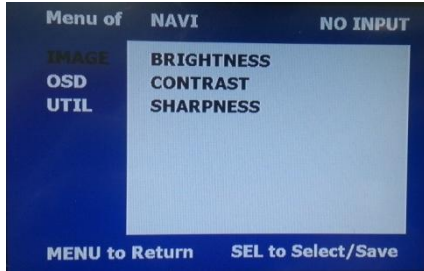 Menu of NAVI NO INPUT
IMAGE BRIGHTNESS
OSD CONTRAST
UTIL SHARPNESS
MENU to Return SEL to Select/Save